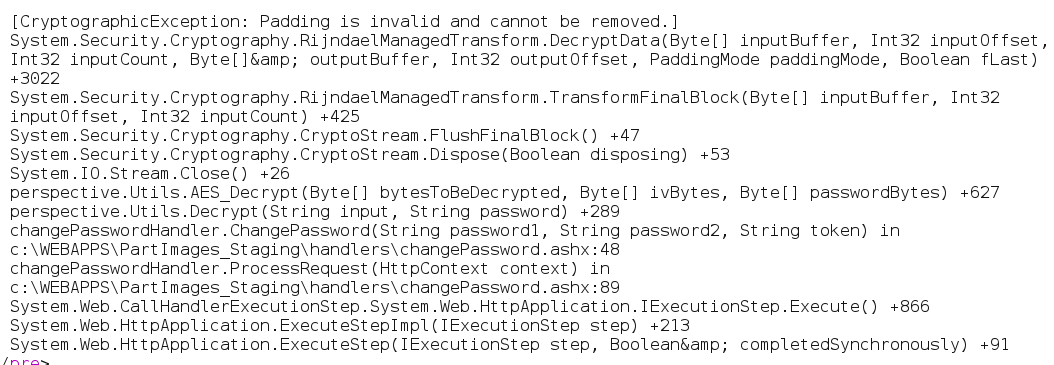 [CryptographicException: Padding is invalid and cannot be removed.]
System.Security.Cryptography.RijndaelManagedTransform.DecryptData(Byte[] inputBuffer, Int32 inputOffset,
Int32 inputCount, Byte[]&amp; outputBuffer, Int32 outputOffset, PaddingMode paddingMode, Boolean fLast)
+3022
System.Security.Cryptography.RijndaelManagedTransform.TransformFinalBlock(Byte[] inputBuffer, Int32
inputOffset, Int32 inputCount) +425
System.Security.Cryptography.CryptoStream.FlushFinalBlock() +47
System.Security.Cryptography.CryptoStream.Dispose(Boolean disposing) +53
System.IO.Stream.Close() +26
perspective.Utils.AES_Decrypt(Byte[] bytesToBeDecrypted, Byte[] ivBytes, Byte[] passwordBytes) +627
perspective.Utils.Decrypt(String input, String password) +289
changePasswordHandler.ChangePassword(String password1, String password2, String token) in
c:\WEBAPPS\PartImages_Staging\handlers\changePassword.ashx:48
changePasswordHandler.ProcessRequest(HttpContext context) in
c:\WEBAPPS\PartImages_Staging\handlers\changePassword.ashx:89
System.Web.CallHandlerExecutionStep.System.Web.HttpApplication.IExecutionStep.Execute() +866
System.Web.HttpApplication.ExecuteStepImpl(IExecutionStep step) +213
System.Web.HttpApplication.ExecuteStep(IExecutionStep step, Boolean&amp; completedSynchronously) +91
/pre>